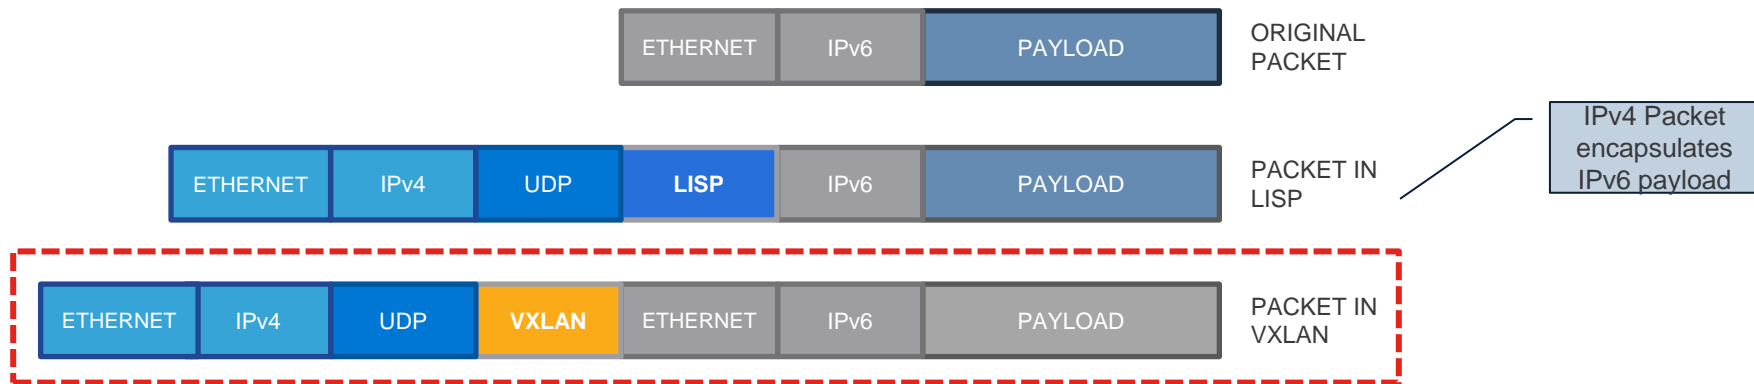 ETHERNET IPv6 PAYLOAD ORIGINAL
PACKET
IPv4 Packet
encapsulates
IPv6 payload
ETHERNET IPv4 UDP LISP IPv6 PAYLOAD PACKET IN
LISP
ETHERNET IPv4 UDP VXLAN ETHERNET IPv6 PAYLOAD PACKET IN
VXLAN